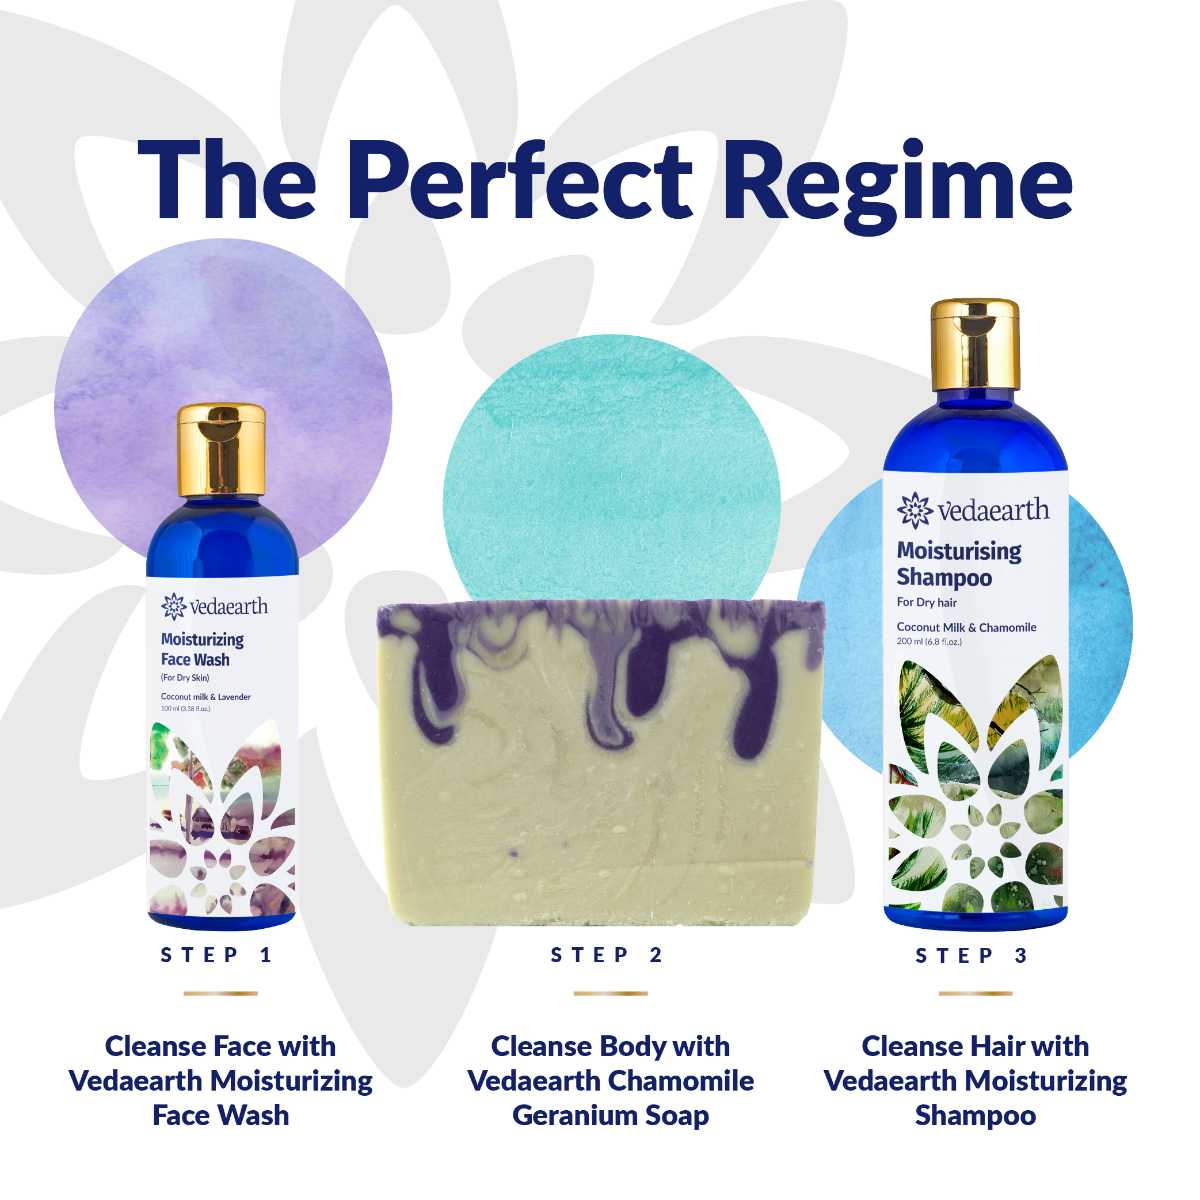 The Perfect Regime
vedaearth
Moisturizing
Face Wash
(For Dry Skin)
Coconut milk & Lavender
100 ml (3.38 fl.oz.)
vedaearth
Moisturising
Shampoo
For Dry hair
Coconut Milk & Chamomile
200 ml (6.8 fl.oz.)
STEP 1
Cleanse Face with
Vedaearth Moisturizing
Face Wash
STEP 2
Cleanse Body with
Vedaearth Chamomile
Geranium Soap
STEP 3
Cleanse Hair with
Vedaearth Moisturizing
Shampoo